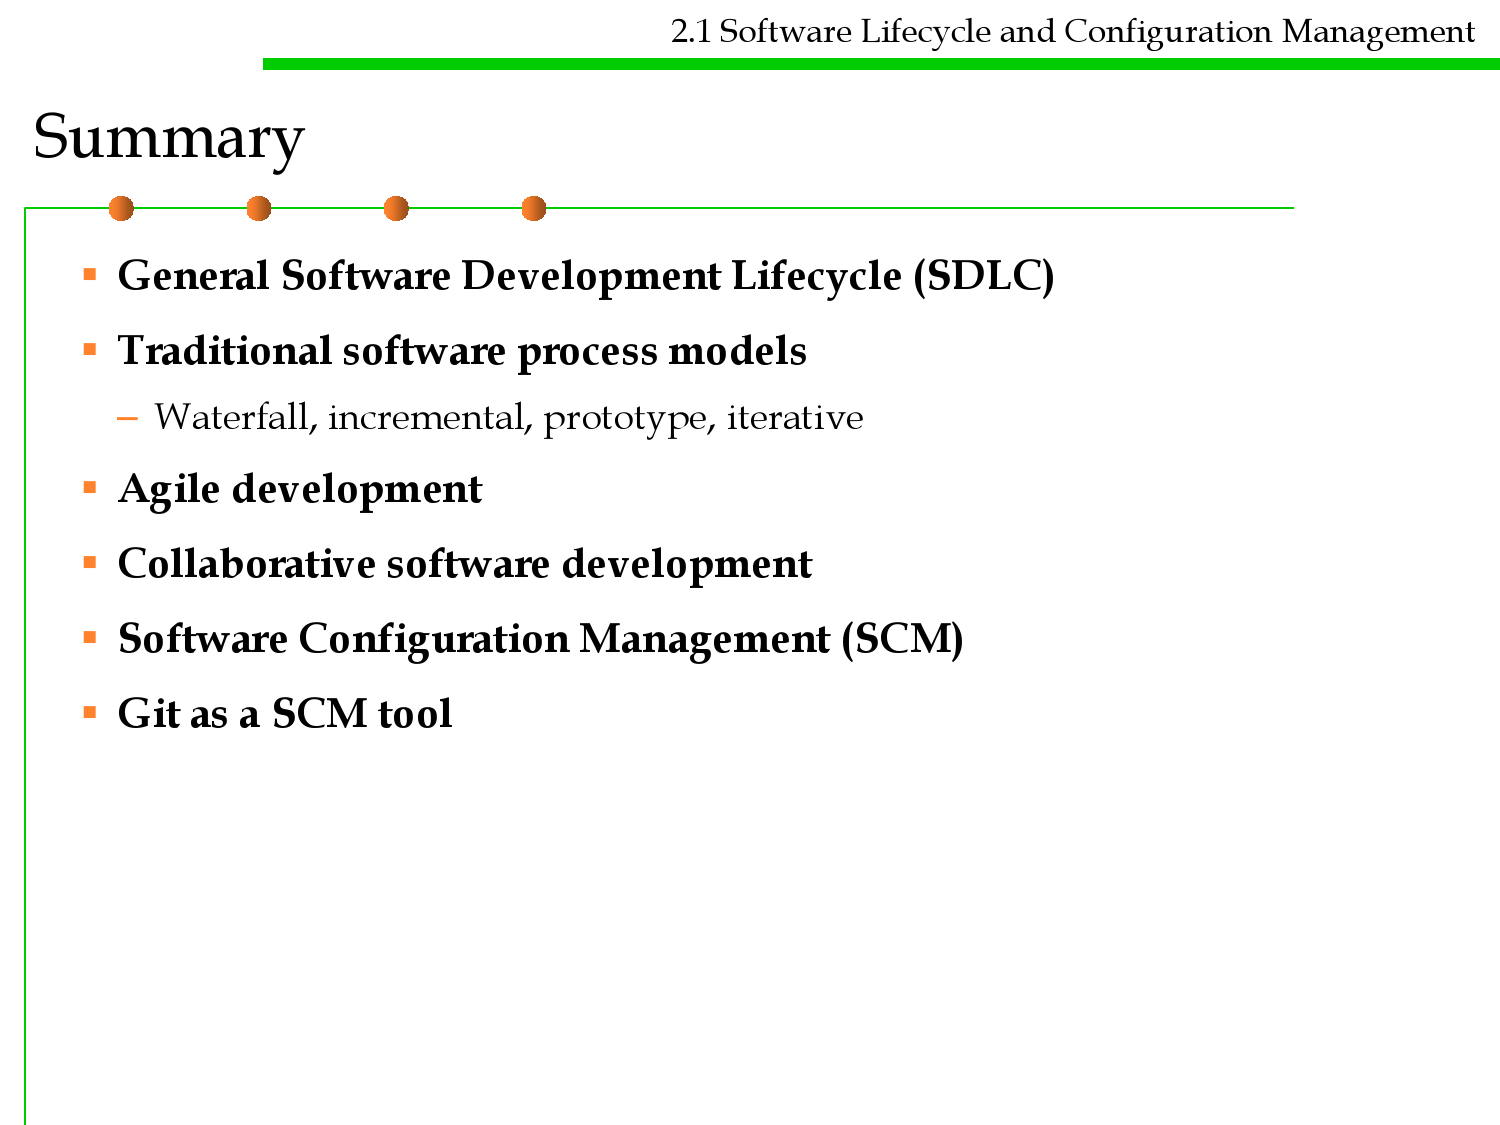 2.1 Software Lifecycle and Configuration Management
Summary
▪ General Software Development Lifecycle (SDLC)
▪ Traditional software process models
– Waterfall, incremental, prototype, iterative
▪ Agile development
▪ Collaborative software development
▪ Software Configuration Management (SCM)
▪ Git as a SCM tool